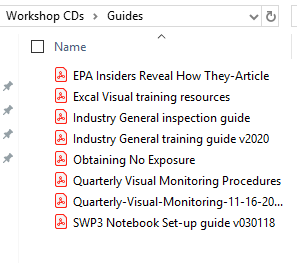 Workshop CDs > Guides
Name
EPA Insiders Reveal How They-Article
Excal Visual training resources
Industry General inspection guide
Industry General training guide v2020
Obtaining No Exposure
Quarterly Visual Monitoring Procedures
Quarterly-Visual-Monitoring-11-16-20...
SWP3 Notebook Set-up guide v030118